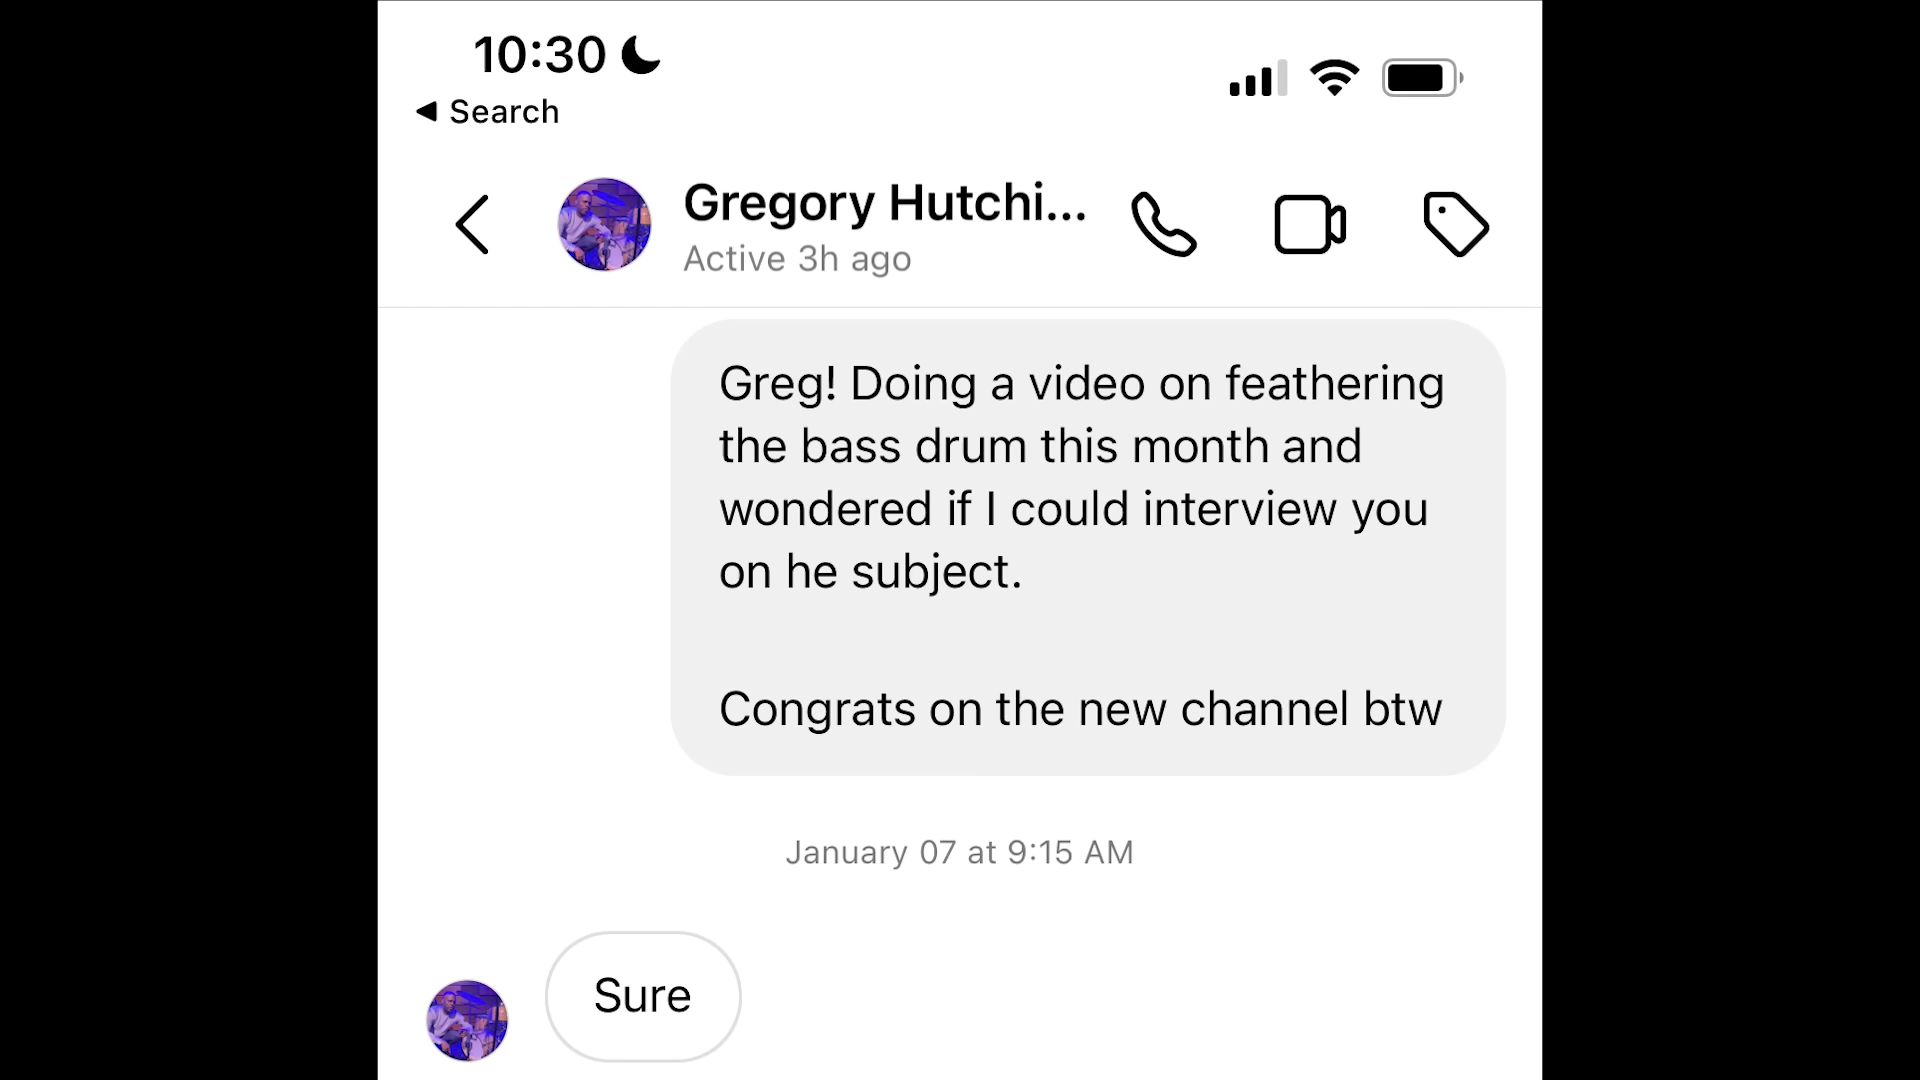 10:30
Search
Gregory Hutchi...
Active 3h ago
Greg! Doing a video on feathering
the bass drum this month and
wondered if I could interview you
on he subject.
Congrats on the new channel btw
January 07 at 9:15 AM
Sure